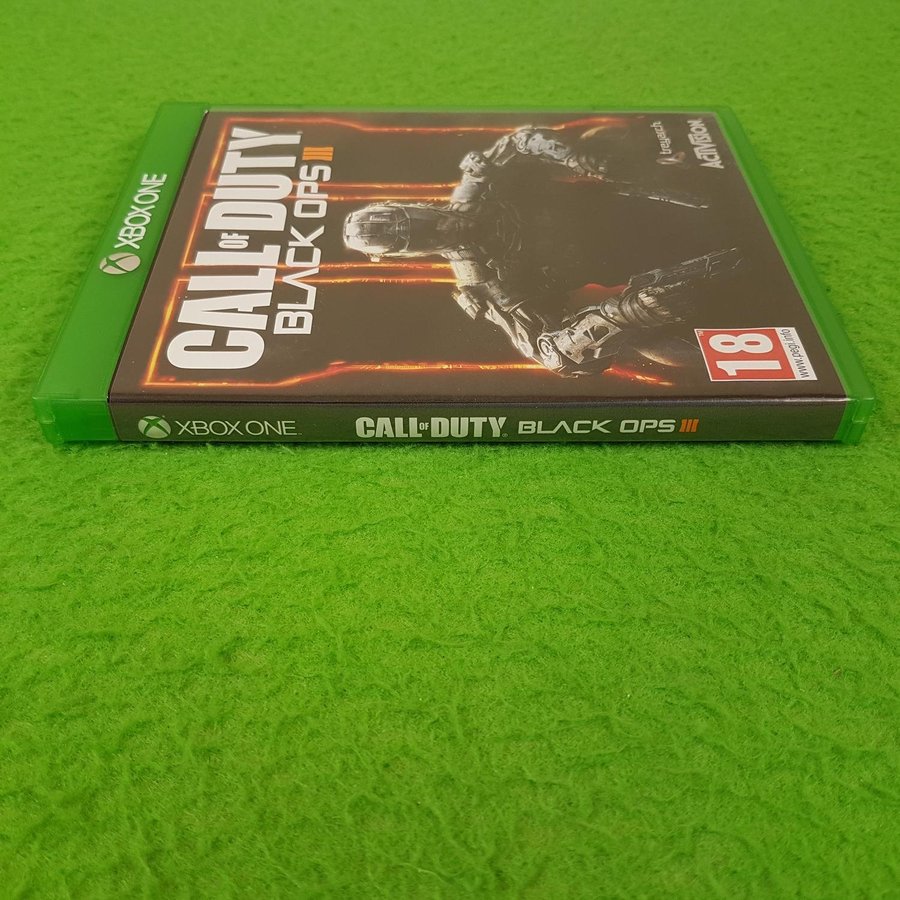 XBOX ONE
CALL OF DUTY
BLACK OPS III
treyarch
ACTIVISION
18
www.pegi.info
XBOX ONE
CALL OF DUTY BLACK OPS III